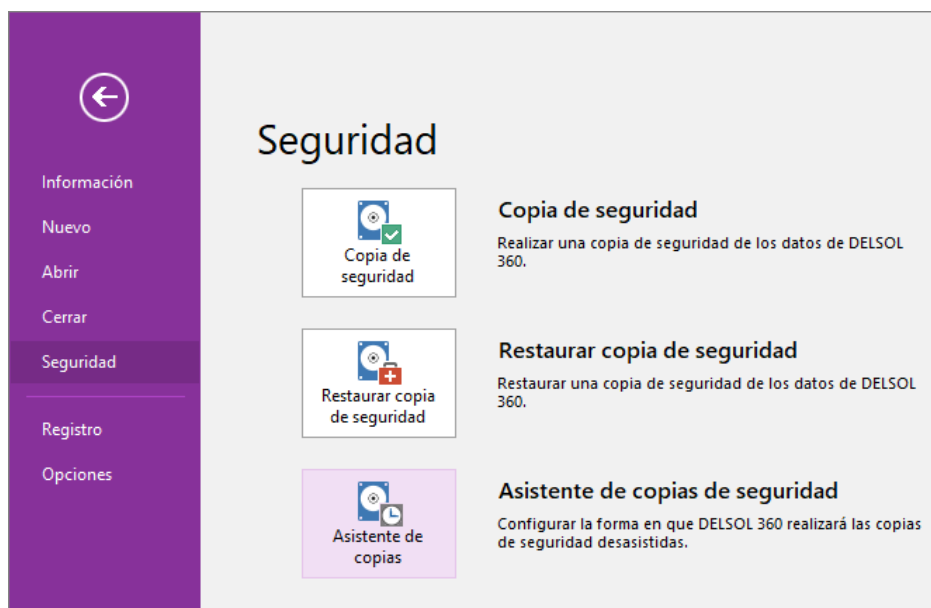 Seguridad
Información
Nuevo
Abrir
Cerrar
Seguridad
Registro
Opciones
Copia de
seguridad
Copia de seguridad
Realizar una copia de seguridad de los datos de DELSOL
360.
Restaurar copia
de seguridad
Restaurar copia de seguridad
Restaurar una copia de seguridad de los datos de DELSOL
360.
Asistente de
copias
Asistente de copias de seguridad
Configurar la forma en que DELSOL 360 realizará las copias
de seguridad desasistidas.